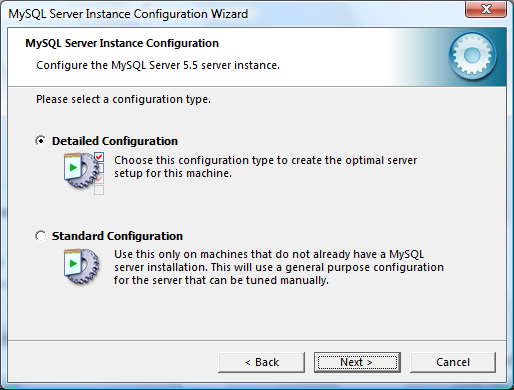 MySQL Server Instance Configuration Wizard
MySQL Server Instance Configuration
Configure the MySQL Server 5.5 server instance.
Please select a configuration type.
Detailed Configuration
Choose this configuration type to create the optimal server
setup for this machine.
Standard Configuration
Use this only on machines that do not already have a MySQL
server installation. This will use a general purpose configuration
for the server that can be tuned manually.
< Back
Next >
Cancel